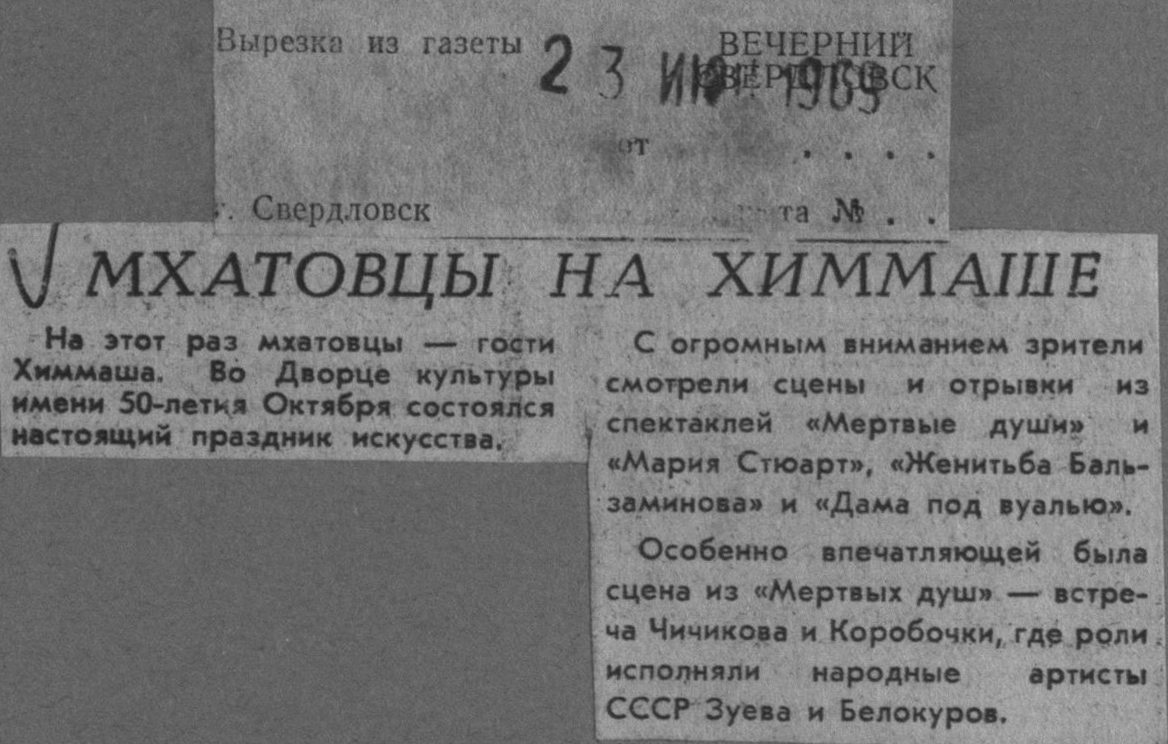 Вырезка из газеты
ВЕЧЕРНИЙ
СВЕРДЛОВСК
23 1969
от . . . .
г. Свердловск
№ . .
МХАТОВЦЫ НА ХИММАШЕ
На этот раз мхатовцы — гости
Химмаша. Во Дворце культуры
имени 50-летия Октября состоялся
настоящий праздник искусства.
С огромным вниманием зрители
смотрели сцены и отрывки из
спектаклей «Мертвые души» и
«Мария Стюарт», «Женитьба Баль-
заминова» и «Дама под вуалью».
Особенно впечатляющей была
сцена из «Мертвых душ» — встре-
ча Чичикова и Коробочки, где роли
исполняли народные артисты
СССР Зуева и Белокуров.